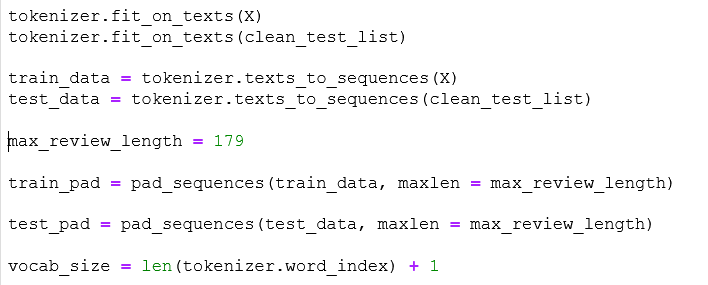 tokenizer.fit_on_texts(X)
tokenizer.fit_on_texts(clean_test_list)
train_data = tokenizer.texts_to_sequences(X)
test_data = tokenizer.texts_to_sequences(clean_test_list)
max_review_length = 179
train_pad = pad_sequences(train_data, maxlen = max_review_length)
test_pad = pad_sequences(test_data, maxlen = max_review_length)
vocab_size = len(tokenizer.word_index) + 1